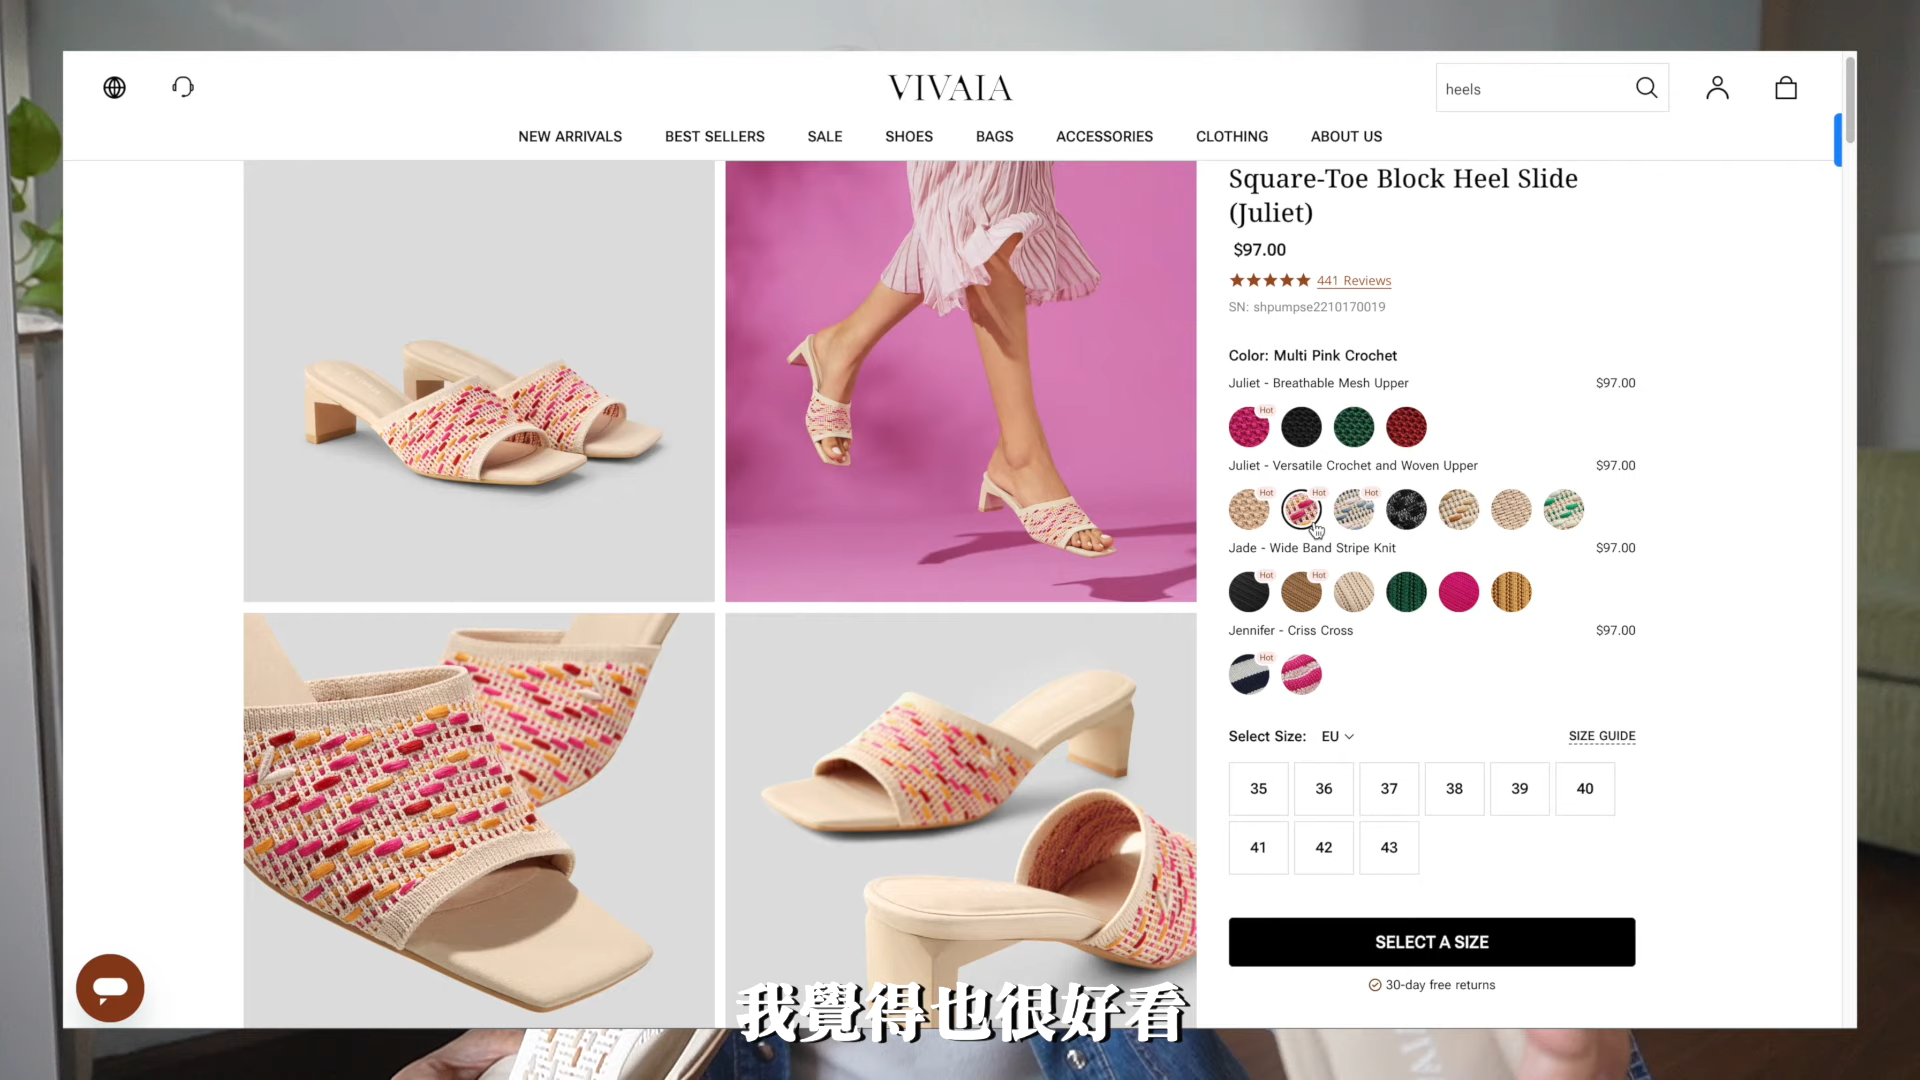 VIVAIA
heels
NEW ARRIVALS
BEST SELLERS
SALE
SHOES
BAGS
ACCESSORIES
CLOTHING
ABOUT US
Square-Toe Block Heel Slide
(Juliet)
$97.00
441 Reviews
SN: shpumpse2210170019
Color: Multi Pink Crochet
Juliet - Breathable Mesh Upper $97.00
Hot
Juliet - Versatile Crochet and Woven Upper $97.00
Hot Hot Hot
Jade - Wide Band Stripe Knit $97.00
Hot Hot
Jennifer - Criss Cross $97.00
Hot
Select Size: EU SIZE GUIDE
35 36 37 38 39 40
41 42 43
SELECT A SIZE
30-day free returns
我覺得也很好看